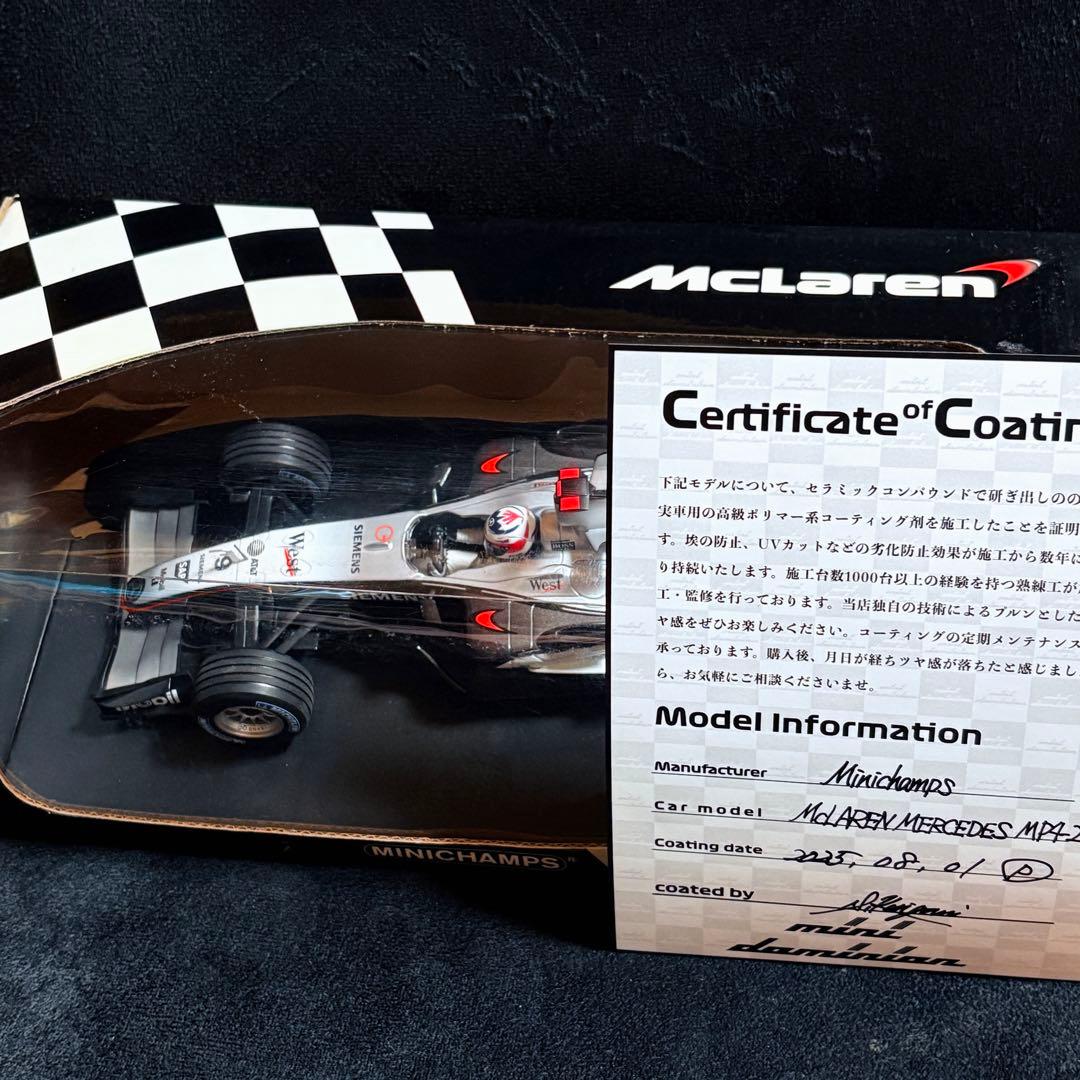 McLaren
Certificate of Coatin
下記モデルについて、セラミックコンパウンドで研ぎ出しのの
実車用の高級ポリマー系コーティング剤を施工したことを証明
す。埃の防止、UVカットなどの劣化防止効果が施工から数年に
り持続いたします。施工台数1000台以上の経験を持つ熟練工が
工・監修を行っております。当店独自の技術によるプルンとした
ヤ感をぜひお楽しみください。コーティングの定期メンテナンス
承っております。購入後、月日が経ちツヤ感が落ちたと感じまし
ら、お気軽にご相談くださいませ。
Model Information
Manufacturer Minichamps
Car model McLAREN MERCEDES MP4-2
Coating date 2025, 08, 01 P
coated by
mini
dominion
SIEMENS
West
West
SIEMENS
9
at&t
SAP
Mobil
MINICHAMPS